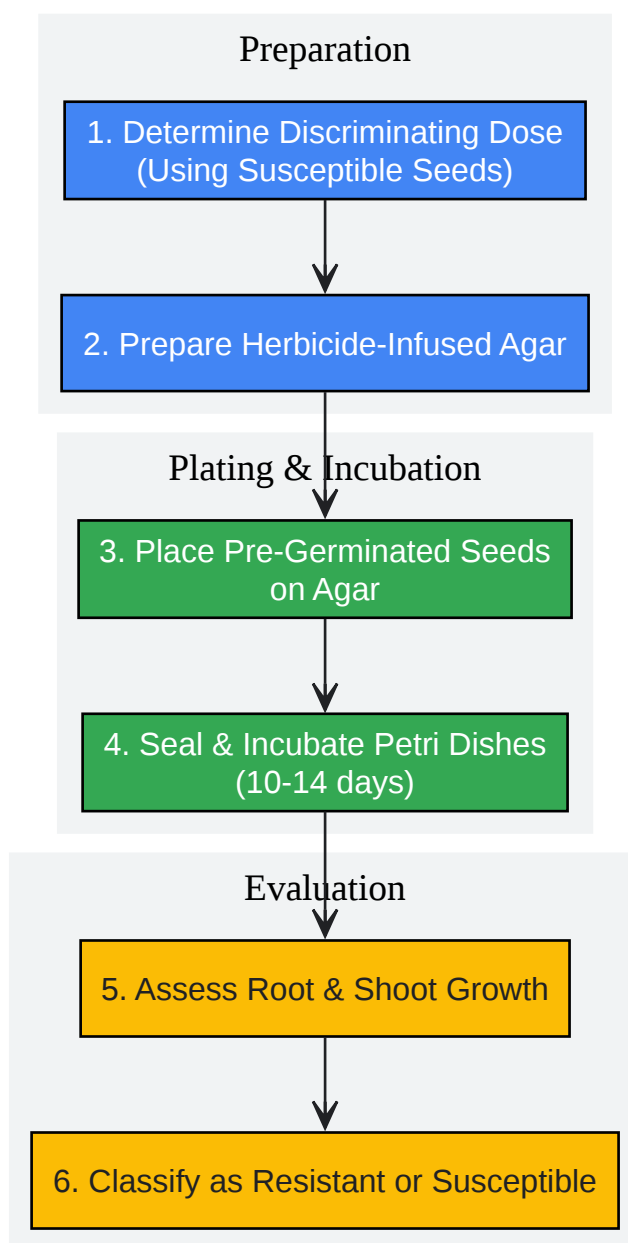 Preparation
1. Determine Discriminating Dose
(Using Susceptible Seeds)
2. Prepare Herbicide-Infused Agar
Plating & Incubation
3. Place Pre-Germinated Seeds
on Agar
4. Seal & Incubate Petri Dishes
(10-14 days)
Evaluation
5. Assess Root & Shoot Growth
6. Classify as Resistant or Susceptible